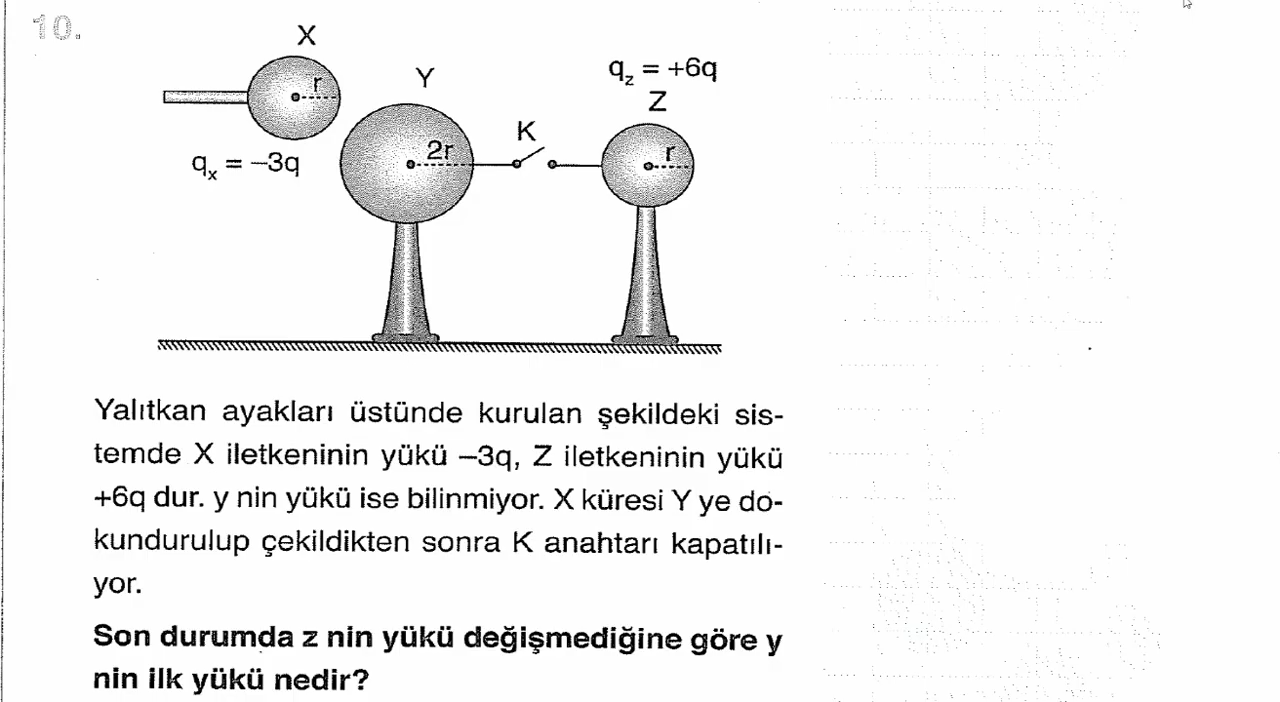 10.
X
r
Y
q_z = +6q
Z
K
2r
r
q_x = –3q
Yalıtkan ayakları üstünde kurulan şekildeki sis-
temde X iletkeninin yükü –3q, Z iletkeninin yükü
+6q dur. y nin yükü ise bilinmiyor. X küresi Y ye do-
kundurulup çekildikten sonra K anahtarı kapatılı-
yor.
Son durumda z nin yükü değişmediğine göre y
nin ilk yükü nedir?